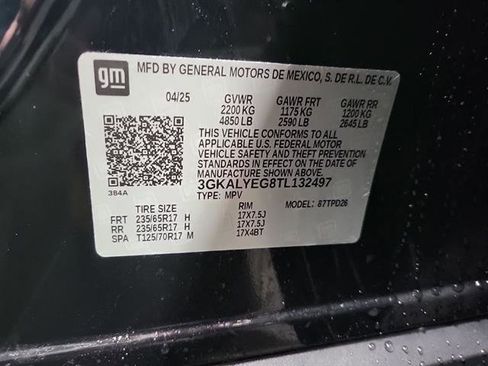 gm
MFD BY GENERAL MOTORS DE MEXICO, S. DE R.L. DE C.V.
04/25 GVWR GAWR FRT GAWR RR
2200 KG 1175 KG 1200 KG
4850 LB 2590 LB 2645 LB
THIS VEHICLE CONFORMS TO ALL
APPLICABLE U.S. FEDERAL MOTOR
VEHICLE SAFETY, BUMPER, AND THEFT
PREVENTION STANDARDS IN EFFECT ON
THE DATE OF MANUFACTURE SHOWN ABOVE.
384A
3GKALYEG8TL132497
TYPE: MPV MODEL: 87TPD26
TIRE SIZE RIM
FRT 235/65R17 H 17X7.5J
RR 235/65R17 H 17X7.5J
SPA T125/70R17 M 17X4BT